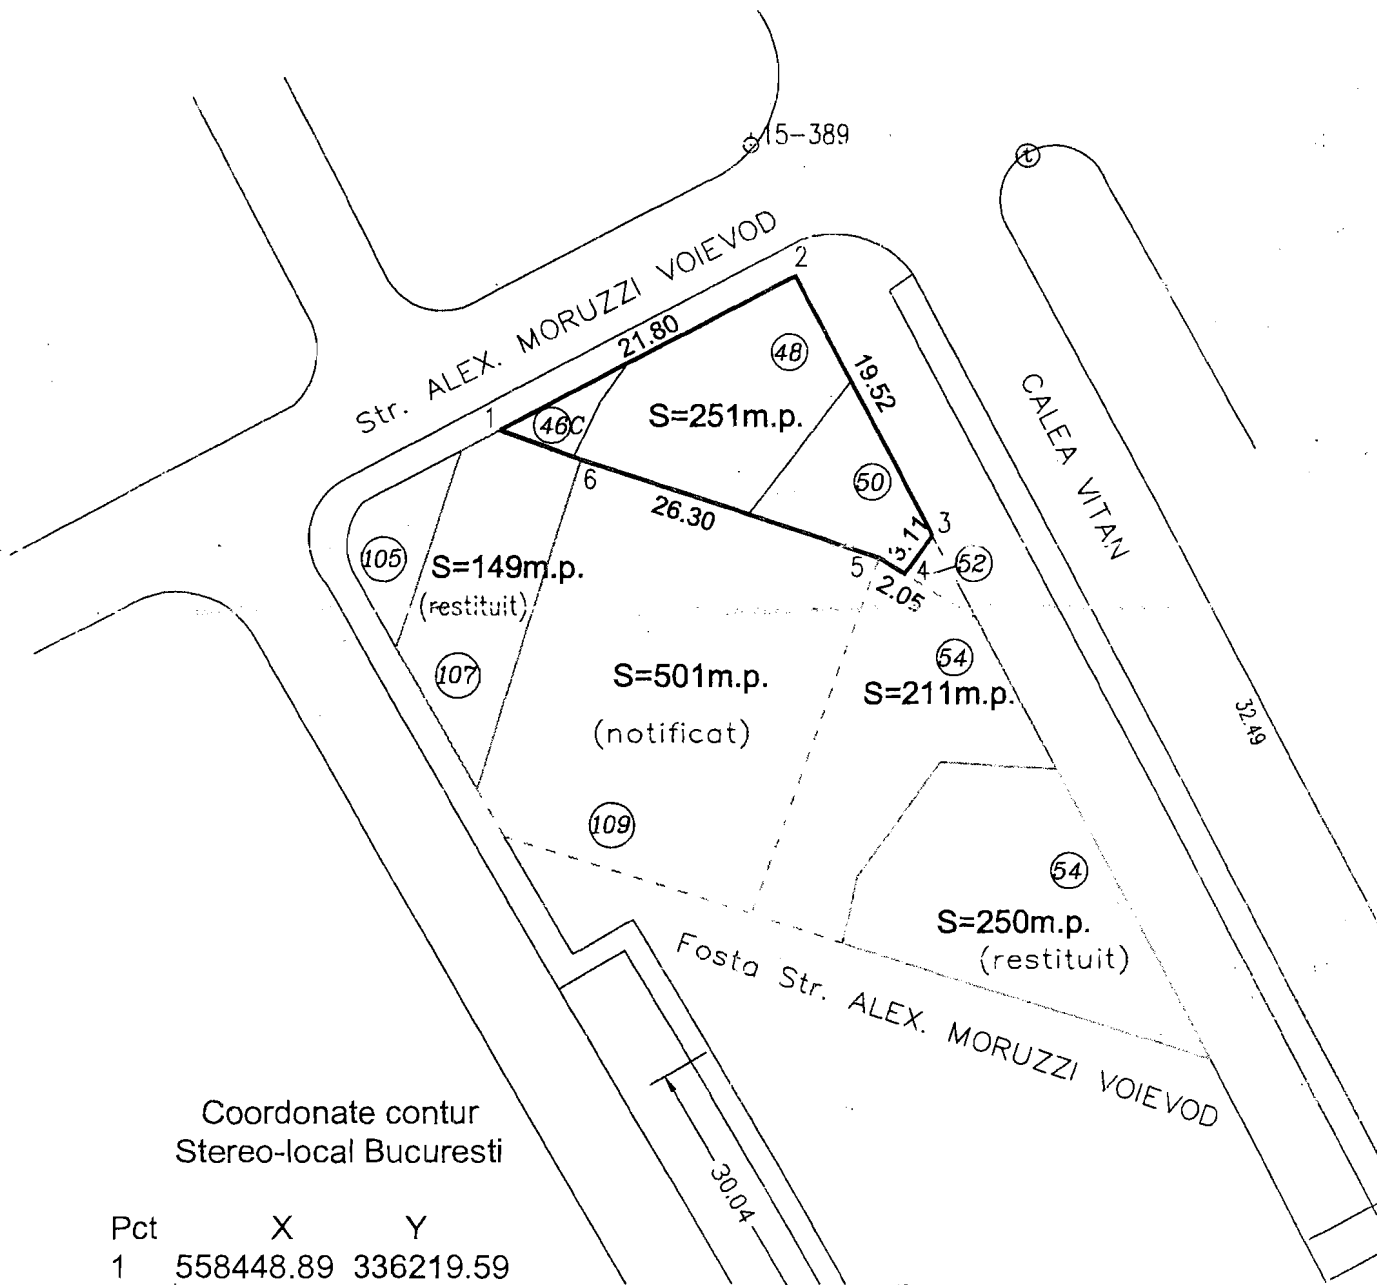 15-389
t
Str. ALEX. MORUZZI VOIEVOD
2
21.80
48
19.52
CALEA VITAN
1
46C
S=251m.p.
6
50
26.30
3
3.11
5
4
52
2.05
105
S=149m.p.
(restituit)
107
S=501m.p.
(notificat)
54
S=211m.p.
32.49
109
54
S=250m.p.
(restituit)
Fosta Str. ALEX. MORUZZI VOIEVOD
30.04
Coordonate contur
Stereo-local Bucuresti
Pct X Y
1 558448.89 336219.59